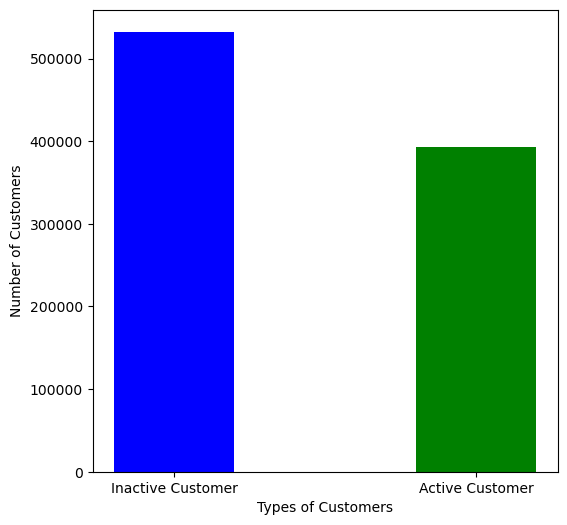 500000
400000
300000
200000
100000
0
Number of Customers
Inactive Customer
Active Customer
Types of Customers